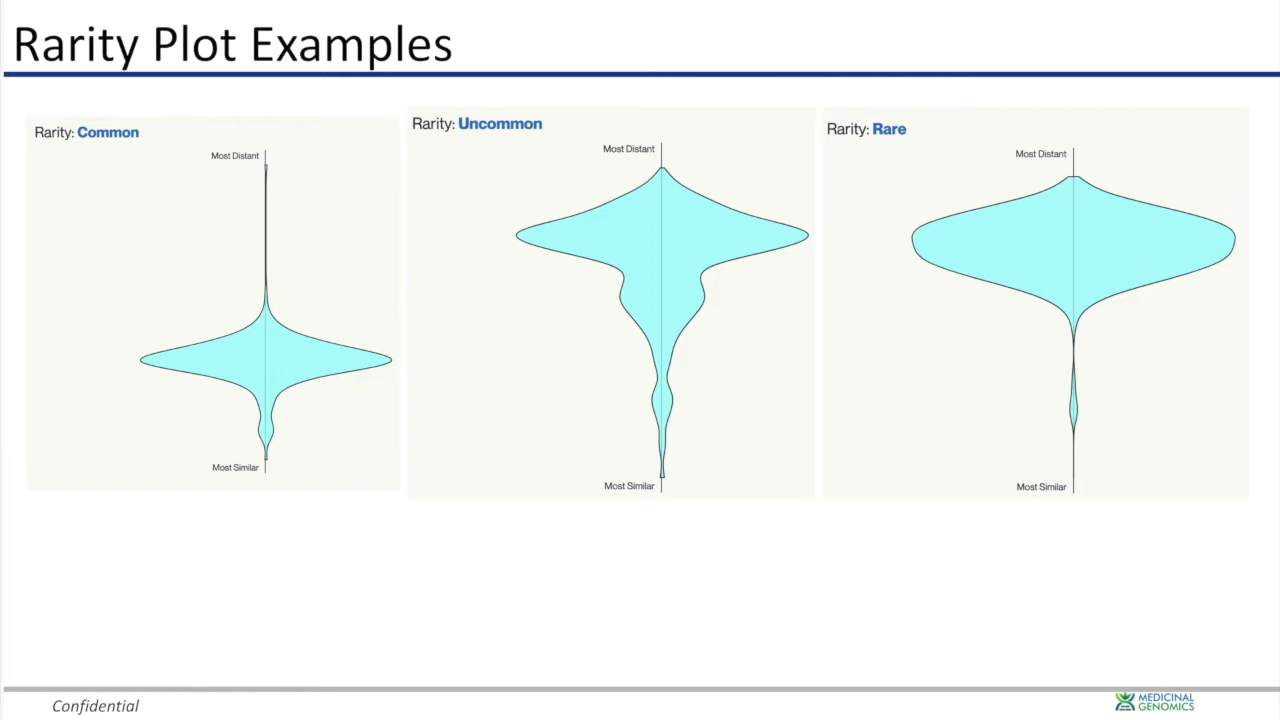 Rarity Plot Examples
Rarity: Common
Most Distant
Most Similar
Rarity: Uncommon
Most Distant
Most Similar
Rarity: Rare
Most Distant
Most Similar
Confidential
MEDICINAL
GENOMICS